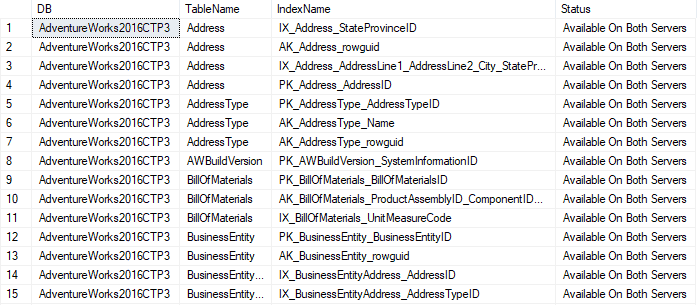 DB TableName IndexName Status
1 AdventureWorks2016CTP3 Address IX_Address_StateProvinceID Available On Both Servers
2 AdventureWorks2016CTP3 Address AK_Address_rowguid Available On Both Servers
3 AdventureWorks2016CTP3 Address IX_Address_AddressLine1_AddressLine2_City_StatePr... Available On Both Servers
4 AdventureWorks2016CTP3 Address PK_Address_AddressID Available On Both Servers
5 AdventureWorks2016CTP3 AddressType PK_AddressType_AddressTypeID Available On Both Servers
6 AdventureWorks2016CTP3 AddressType AK_AddressType_Name Available On Both Servers
7 AdventureWorks2016CTP3 AddressType AK_AddressType_rowguid Available On Both Servers
8 AdventureWorks2016CTP3 AWBuildVersion PK_AWBuildVersion_SystemInformationID Available On Both Servers
9 AdventureWorks2016CTP3 BillOfMaterials PK_BillOfMaterials_BillOfMaterialsID Available On Both Servers
10 AdventureWorks2016CTP3 BillOfMaterials AK_BillOfMaterials_ProductAssemblyID_ComponentID... Available On Both Servers
11 AdventureWorks2016CTP3 BillOfMaterials IX_BillOfMaterials_UnitMeasureCode Available On Both Servers
12 AdventureWorks2016CTP3 BusinessEntity PK_BusinessEntity_BusinessEntityID Available On Both Servers
13 AdventureWorks2016CTP3 BusinessEntity AK_BusinessEntity_rowguid Available On Both Servers
14 AdventureWorks2016CTP3 BusinessEntity... IX_BusinessEntityAddress_AddressID Available On Both Servers
15 AdventureWorks2016CTP3 BusinessEntity... IX_BusinessEntityAddress_AddressTypeID Available On Both Servers